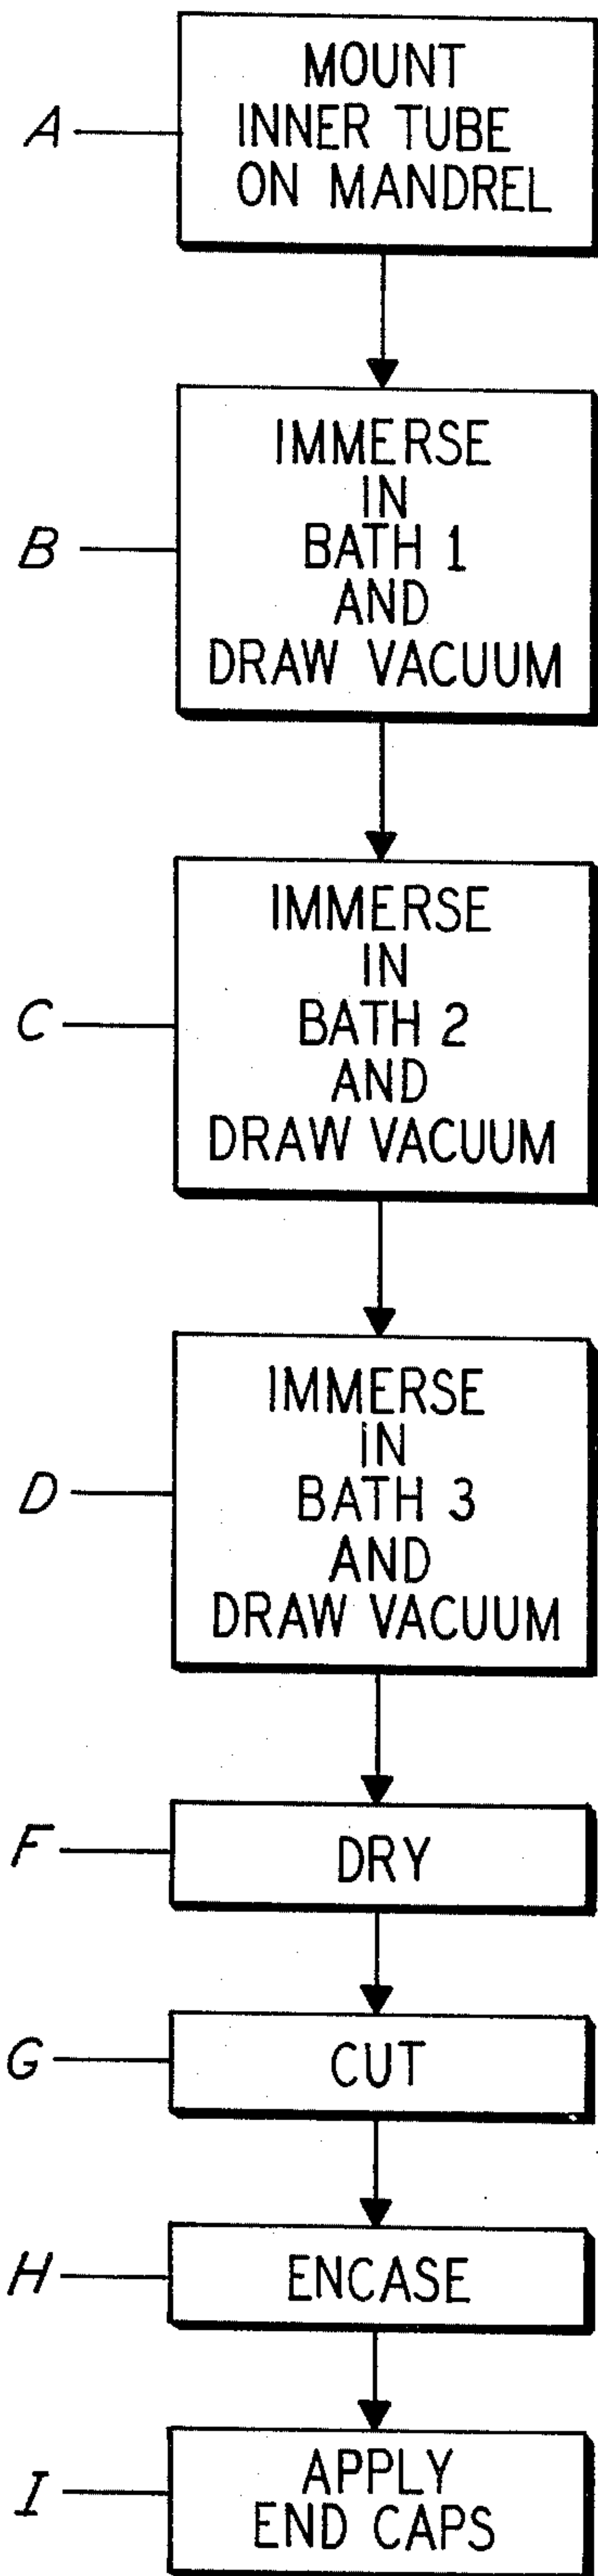 A
MOUNT
INNER TUBE
ON MANDREL
B
IMMERSE
IN
BATH 1
AND
DRAW VACUUM
C
IMMERSE
IN
BATH 2
AND
DRAW VACUUM
D
IMMERSE
IN
BATH 3
AND
DRAW VACUUM
F
DRY
G
CUT
H
ENCASE
I
APPLY
END CAPS